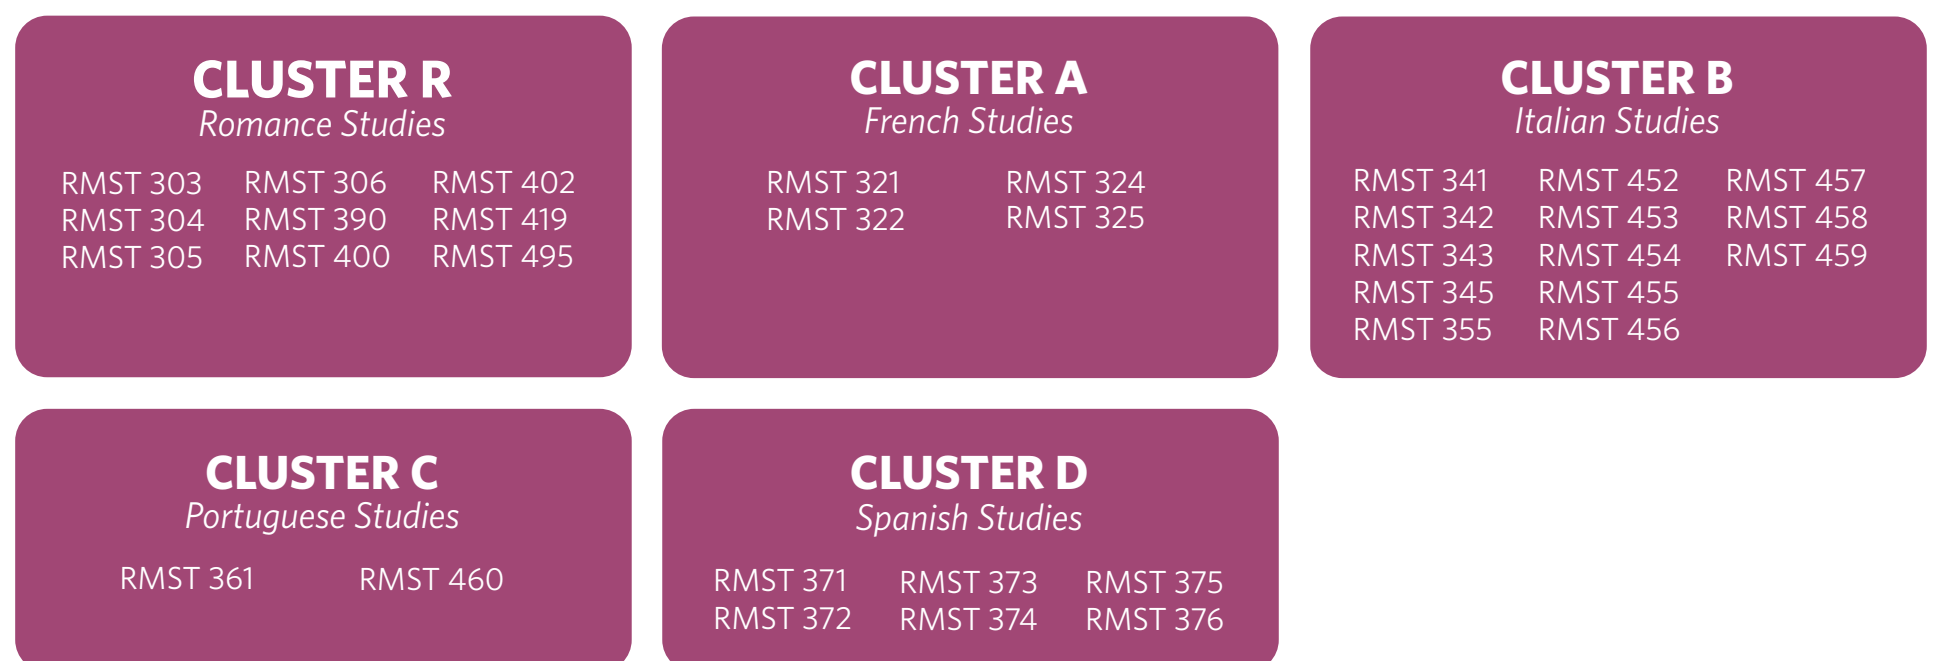 CLUSTER R
Romance Studies
RMST 303 RMST 306 RMST 402
RMST 304 RMST 390 RMST 419
RMST 305 RMST 400 RMST 495
CLUSTER A
French Studies
RMST 321 RMST 324
RMST 322 RMST 325
CLUSTER B
Italian Studies
RMST 341 RMST 452 RMST 457
RMST 342 RMST 453 RMST 458
RMST 343 RMST 454 RMST 459
RMST 345 RMST 455
RMST 355 RMST 456
CLUSTER C
Portuguese Studies
RMST 361 RMST 460
CLUSTER D
Spanish Studies
RMST 371 RMST 373 RMST 375
RMST 372 RMST 374 RMST 376